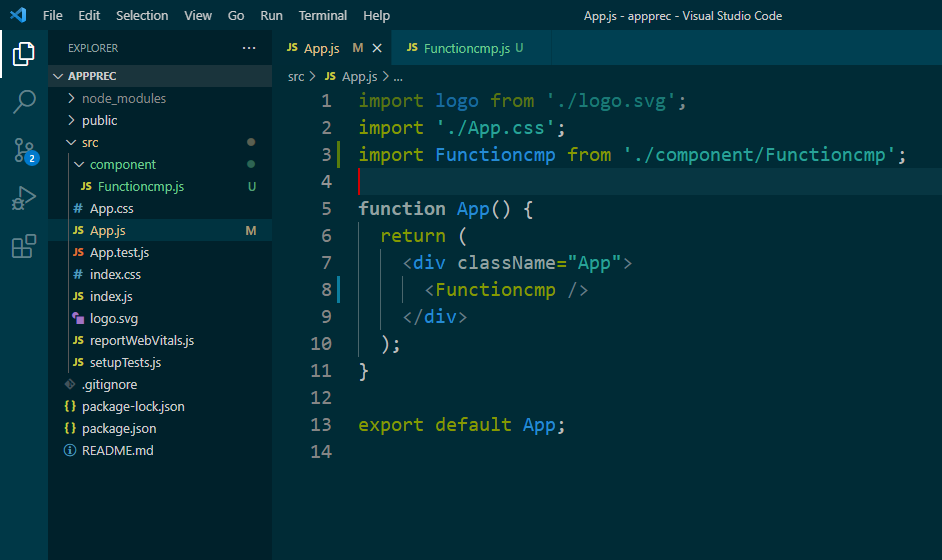 File Edit Selection View Go Run Terminal Help App.js - appprec - Visual Studio Code
EXPLORER ...
APPPREC
node_modules
public
src
component
JS Functioncmp.js U
# App.css
JS App.js M
JS App.test.js
# index.css
JS index.js
logo.svg
JS reportWebVitals.js
JS setupTests.js
.gitignore
{} package-lock.json
{} package.json
README.md
2
JS App.js M JS Functioncmp.js U
src > JS App.js > ...
1 import logo from './logo.svg';
2 import './App.css';
3 import Functioncmp from './component/Functioncmp';
4
5 function App() {
6 return (
7 <div className="App">
8 <Functioncmp />
9 </div>
10 );
11 }
12
13 export default App;
14